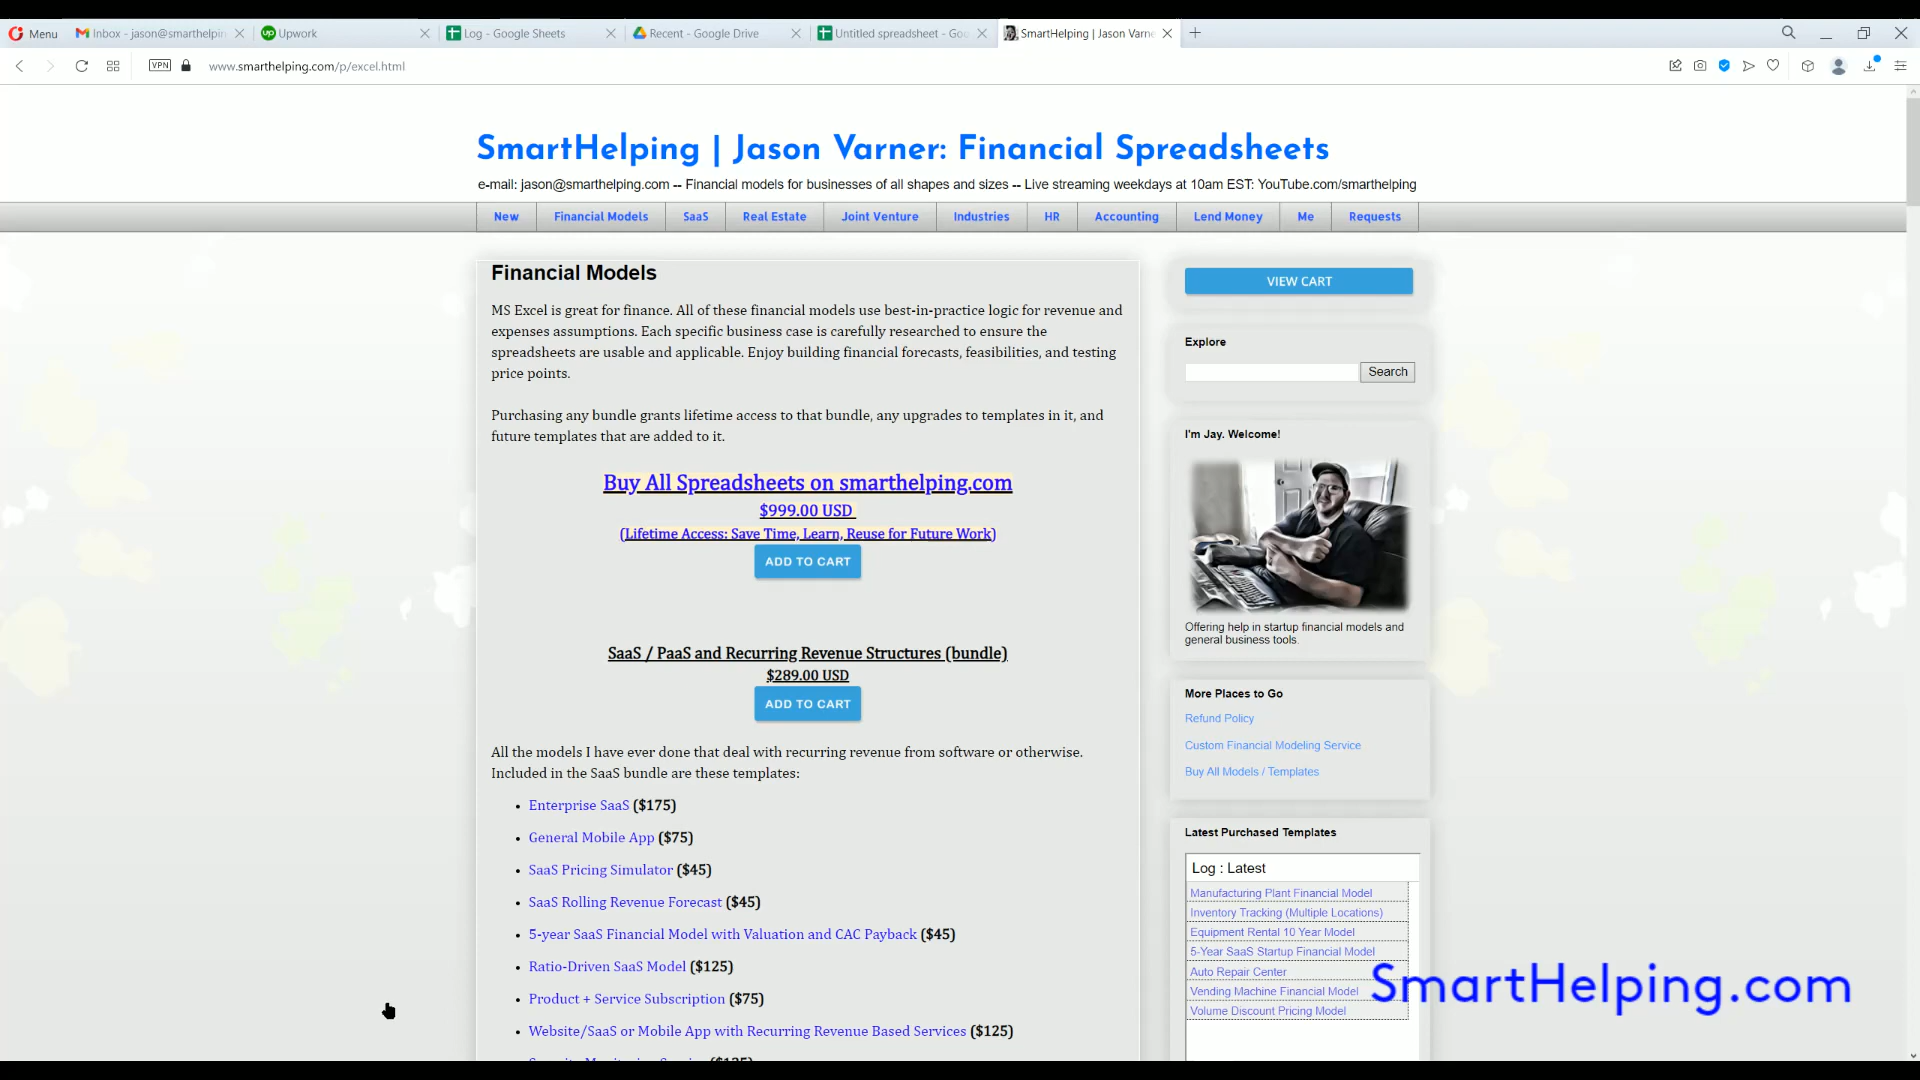 Menu
Inbox - jason@smarthelpin
Upwork
Log - Google Sheets
Recent - Google Drive
Untitled spreadsheet - Goo
SmartHelping | Jason Varne
VPN
www.smarthelping.com/p/excel.html
SmartHelping | Jason Varner: Financial Spreadsheets
e-mail: jason@smarthelping.com -- Financial models for businesses of all shapes and sizes -- Live streaming weekdays at 10am EST: YouTube.com/smarthelping
New
Financial Models
SaaS
Real Estate
Joint Venture
Industries
HR
Accounting
Lend Money
Me
Requests
Financial Models
MS Excel is great for finance. All of these financial models use best-in-practice logic for revenue and
expenses assumptions. Each specific business case is carefully researched to ensure the
spreadsheets are usable and applicable. Enjoy building financial forecasts, feasibilities, and testing
price points.
Purchasing any bundle grants lifetime access to that bundle, any upgrades to templates in it, and
future templates that are added to it.
Buy All Spreadsheets on smarthelping.com
$999.00 USD
(Lifetime Access: Save Time, Learn, Reuse for Future Work)
ADD TO CART
SaaS / PaaS and Recurring Revenue Structures (bundle)
$289.00 USD
ADD TO CART
All the models I have ever done that deal with recurring revenue from software or otherwise.
Included in the SaaS bundle are these templates:
Enterprise SaaS ($175)
General Mobile App ($75)
SaaS Pricing Simulator ($45)
SaaS Rolling Revenue Forecast ($45)
5-year SaaS Financial Model with Valuation and CAC Payback ($45)
Ratio-Driven SaaS Model ($125)
Product + Service Subscription ($75)
Website/SaaS or Mobile App with Recurring Revenue Based Services ($125)
VIEW CART
Explore
Search
I'm Jay. Welcome!
Offering help in startup financial models and
general business tools.
More Places to Go
Refund Policy
Custom Financial Modeling Service
Buy All Models / Templates
Latest Purchased Templates
Log : Latest
Manufacturing Plant Financial Model
Inventory Tracking (Multiple Locations)
Equipment Rental 10 Year Model
5-Year SaaS Startup Financial Model
Auto Repair Center
Vending Machine Financial Model
Volume Discount Pricing Model
SmartHelping.com